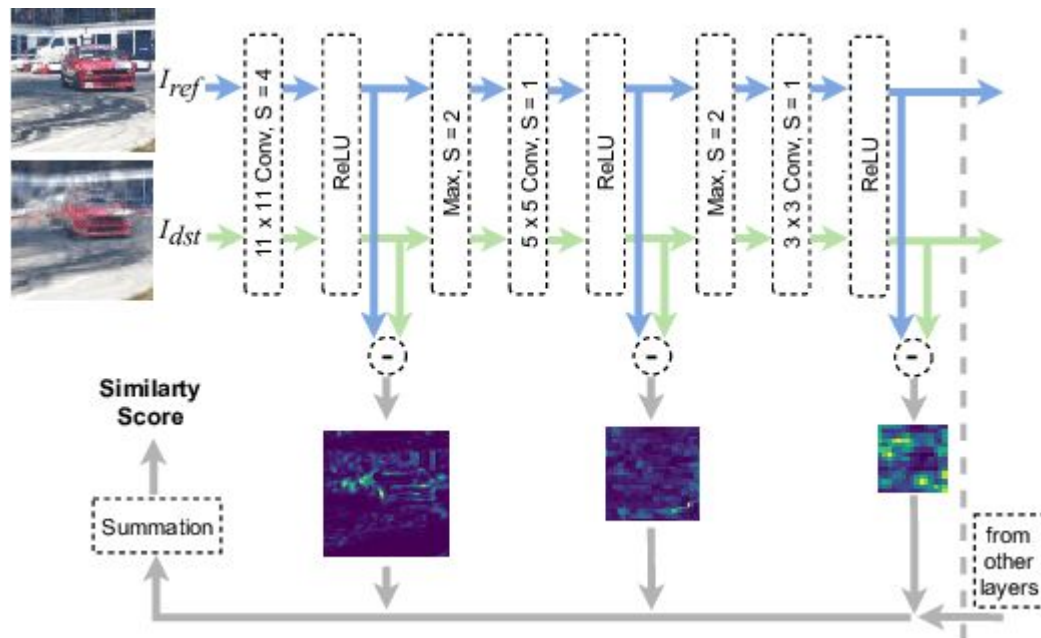 I_ref
11 x 11 Conv, S = 4
ReLU
Max, S = 2
5 x 5 Conv, S = 1
ReLU
Max, S = 2
3 x 3 Conv, S = 1
ReLU
I_dst
-
-
-
Similarty
Score
Summation
from
other
layers